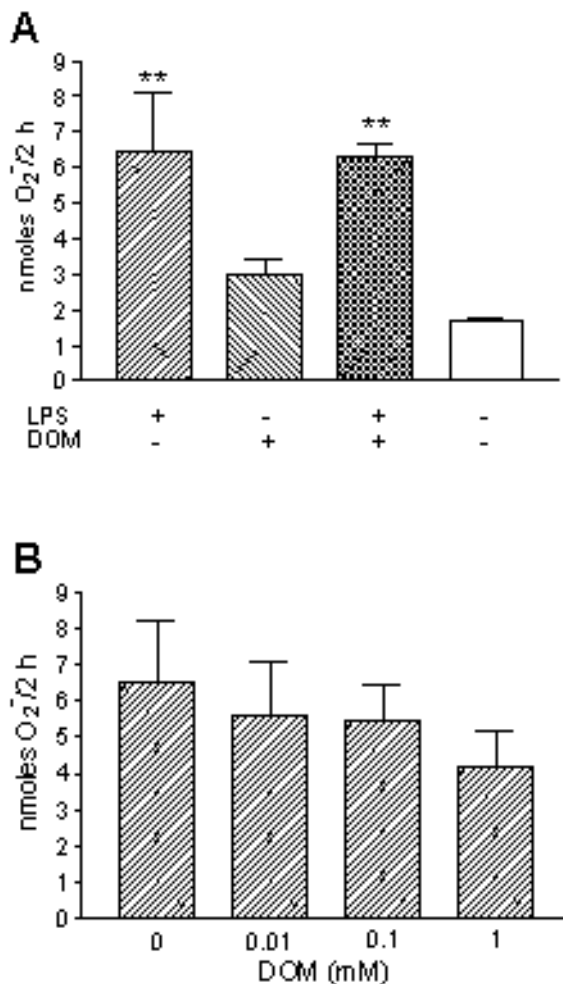 A
9
8
7
6
5
4
3
2
1
0
nmoles O₂⁻/2 h
** **
LPS + - + -
DOM - + + -
B
9
8
7
6
5
4
3
2
1
0
nmoles O₂⁻/2 h
0 0.01 0.1 1
DOM (mM)